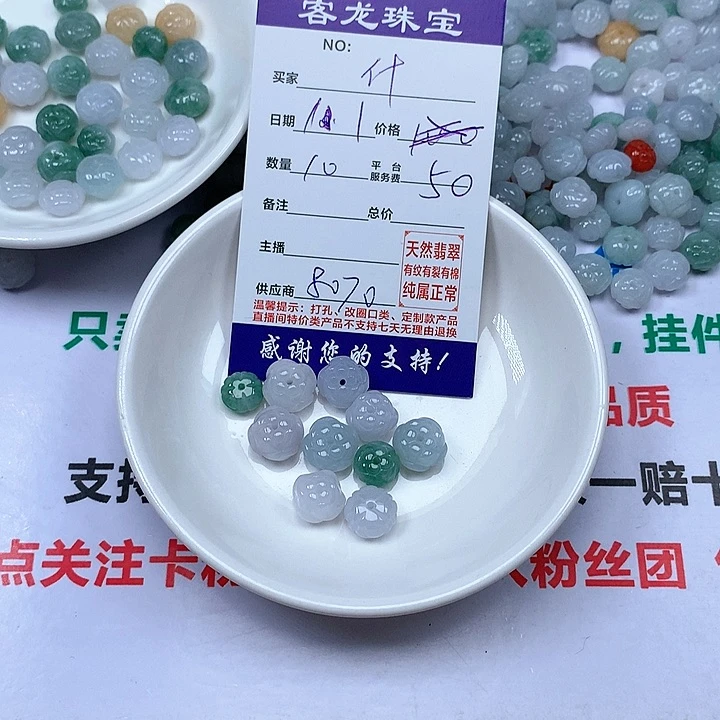 客龙珠宝
NO:
买家 什
日期 1 价格
数量 10 平台服务费 50
备注 总价
主播
供应商 8070
天然翡翠
有纹有裂有棉
纯属正常
温馨提示：打孔、改圈口类、定制款产品
直播间特价类产品不支持七天无理由退换
感谢您的支持！
只 ，挂件
品质
支持 一赔十
点关注卡粉 粉丝团